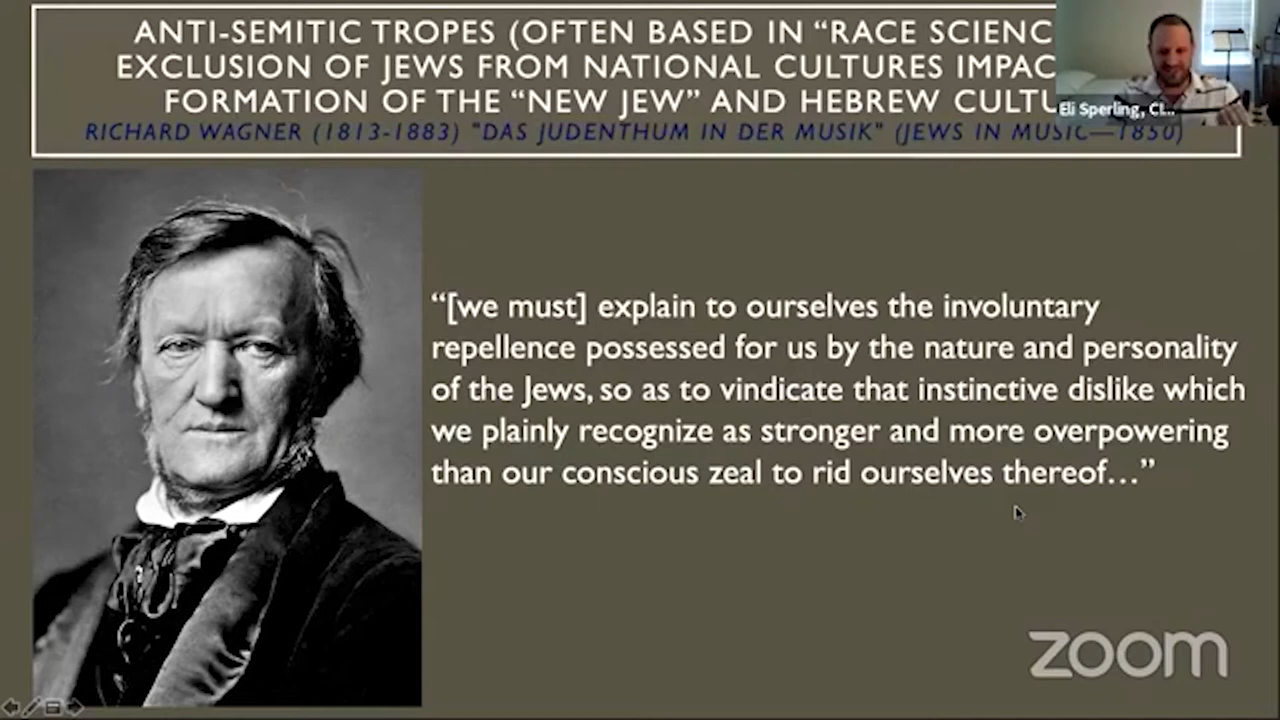 ANTI-SEMITIC TROPES (OFTEN BASED IN "RACE SCIENC
EXCLUSION OF JEWS FROM NATIONAL CULTURES IMPAC
FORMATION OF THE "NEW JEW" AND HEBREW CULTU
RICHARD WAGNER (1813-1883) "DAS JUDENTHUM IN DER MUSIK" (JEWS IN MUSIC—1850)
Eli Sperling, CI...
"[we must] explain to ourselves the involuntary
repellence possessed for us by the nature and personality
of the Jews, so as to vindicate that instinctive dislike which
we plainly recognize as stronger and more overpowering
than our conscious zeal to rid ourselves thereof..."
zoom